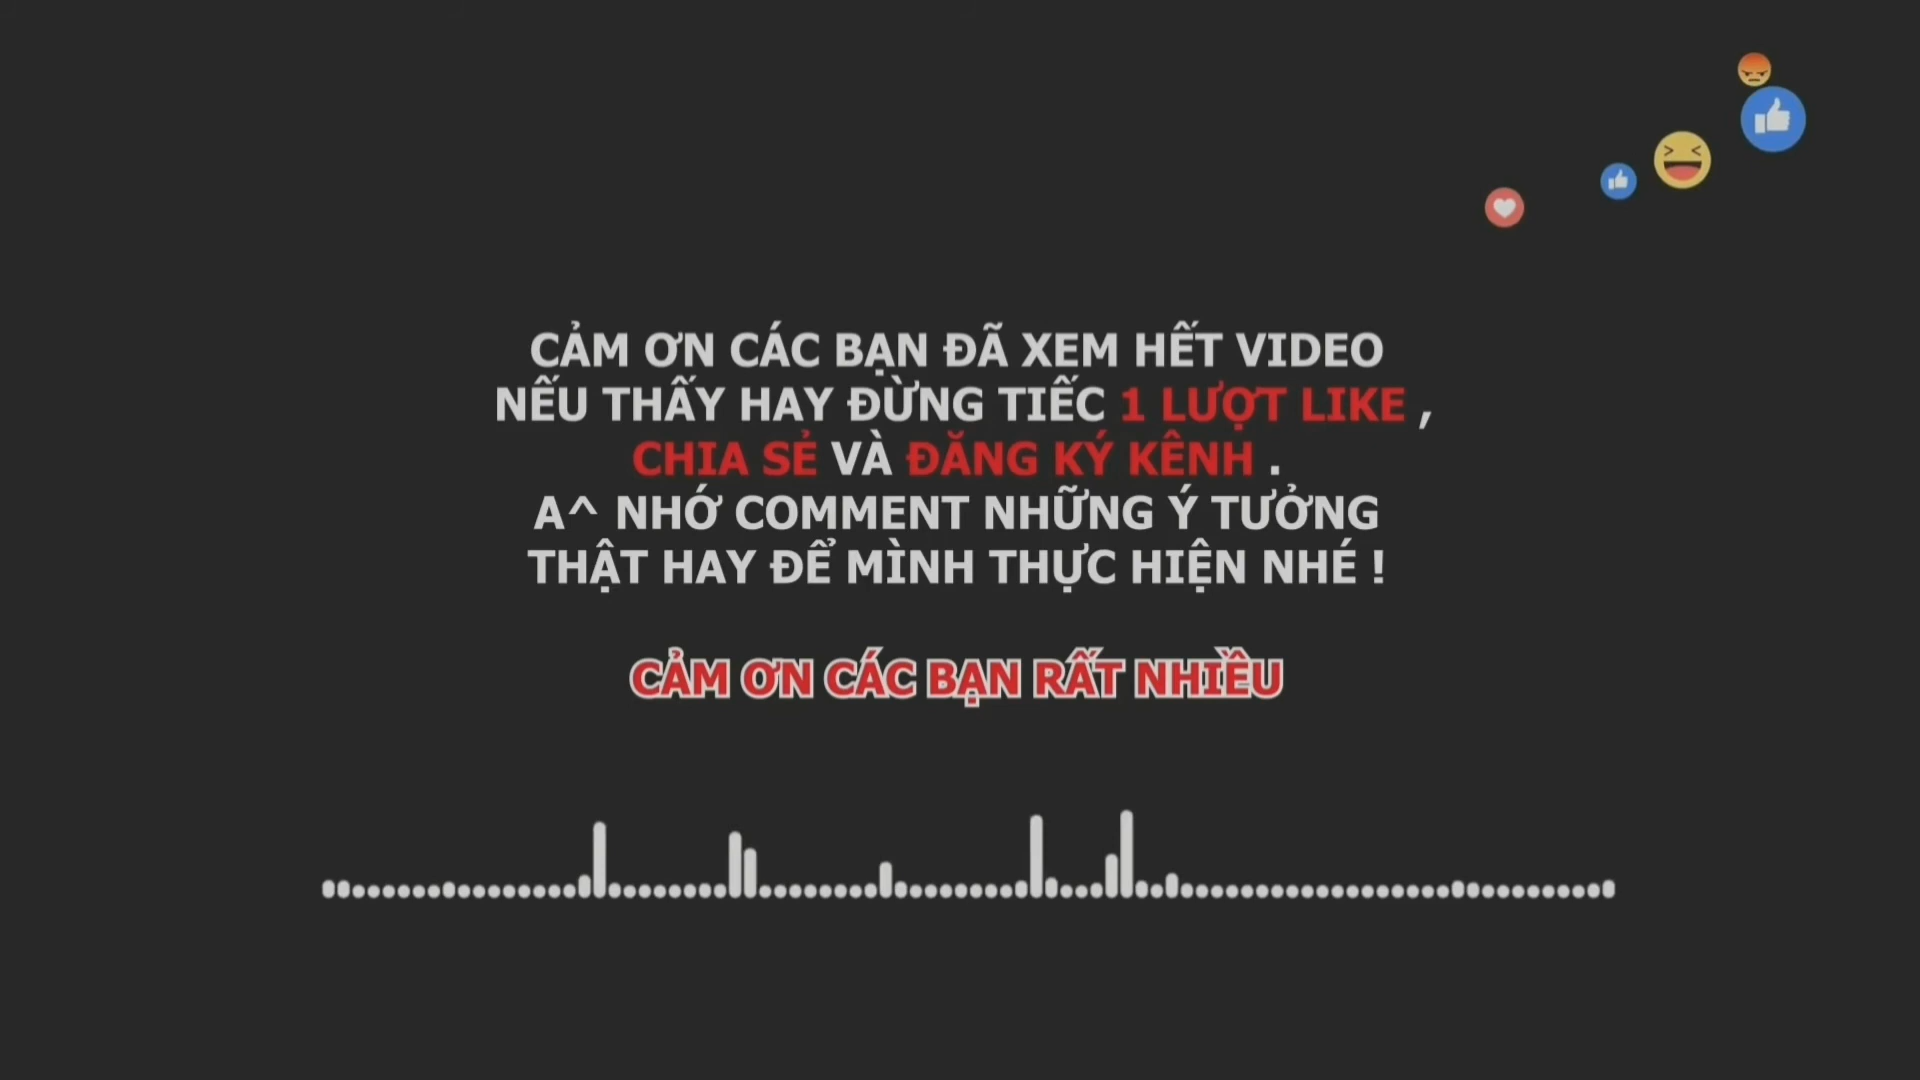 CẢM ƠN CÁC BẠN ĐÃ XEM HẾT VIDEO
NẾU THẤY HAY ĐỪNG TIẾC 1 LƯỢT LIKE ,
CHIA SẺ VÀ ĐĂNG KÝ KÊNH .
A^ NHỚ COMMENT NHỮNG Ý TƯỞNG
THẬT HAY ĐỂ MÌNH THỰC HIỆN NHÉ !
CẢM ƠN CÁC BẠN RẤT NHIỀU